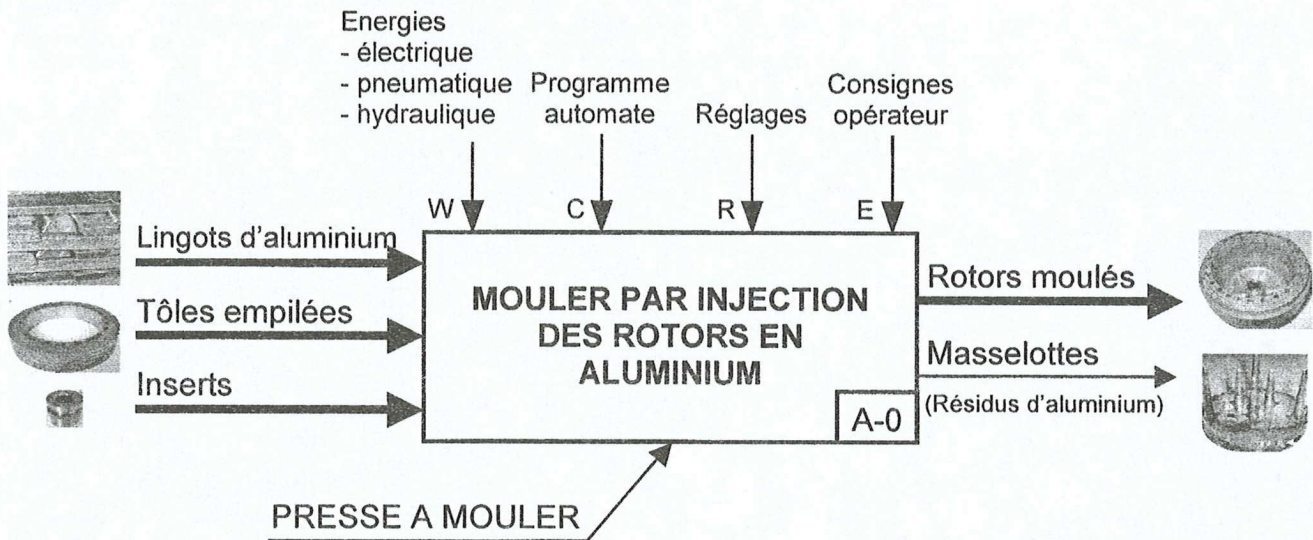 Energies
- électrique
- pneumatique
- hydraulique
Programme
automate
Réglages
Consignes
opérateur
W
C
R
E
Lingots d'aluminium
Tôles empilées
Inserts
MOULER PAR INJECTION
DES ROTORS EN
ALUMINIUM
A-0
Rotors moulés
Masselottes
(Résidus d'aluminium)
PRESSE A MOULER